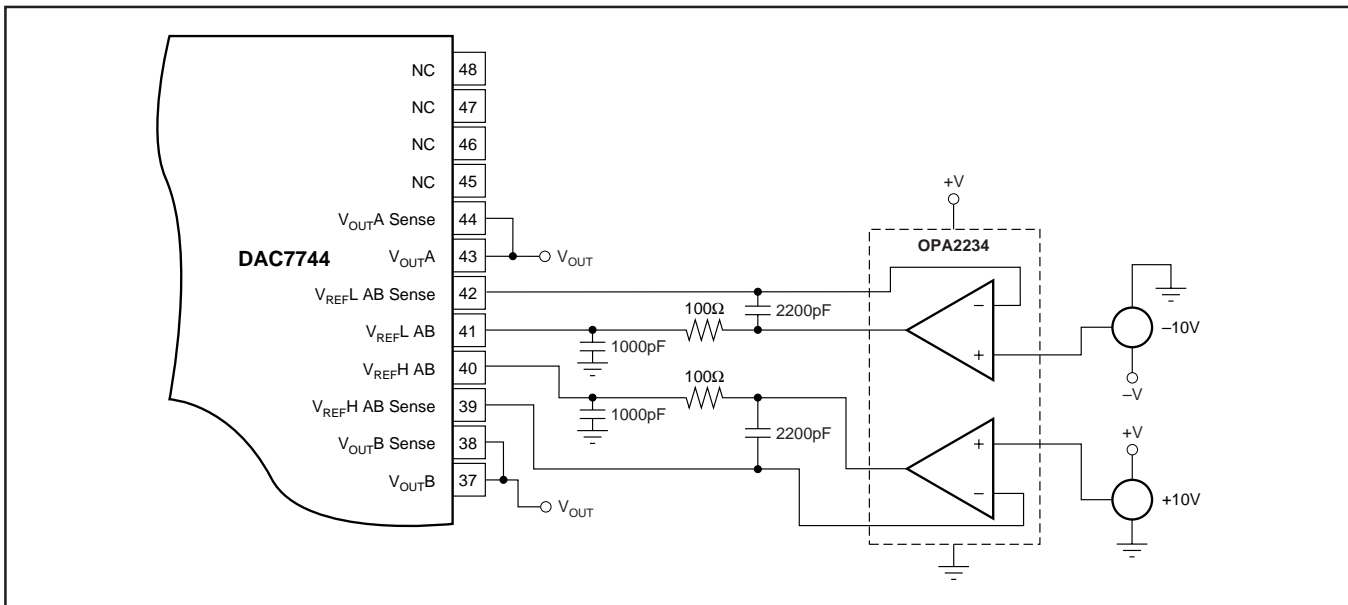 NC 48
NC 47
NC 46
NC 45
V_OUT A Sense 44
DAC7744
V_OUT A 43
V_OUT
V_REF L AB Sense 42
V_REF L AB 41
V_REF H AB 40
V_REF H AB Sense 39
V_OUT B Sense 38
V_OUT B 37
V_OUT
100Ω
2200pF
1000pF
100Ω
1000pF
2200pF
+V
OPA2234
−
+
+
−
–10V
–V
+V
+10V